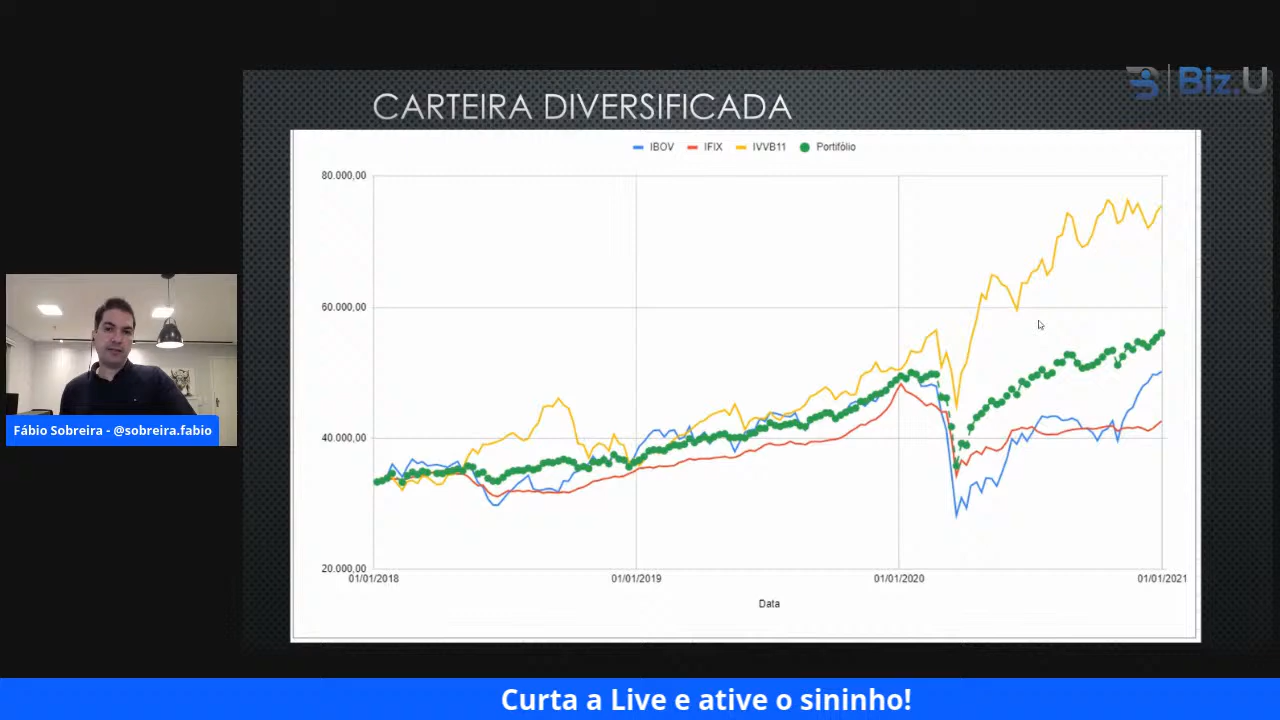 Biz.U
CARTEIRA DIVERSIFICADA
IBOV IFIX IVVB11 Portifólio
80.000,00
60.000,00
40.000,00
20.000,00
01/01/2018 01/01/2019 01/01/2020 01/01/2021
Data
Fábio Sobreira - @sobreira.fabio
Curta a Live e ative o sininho!